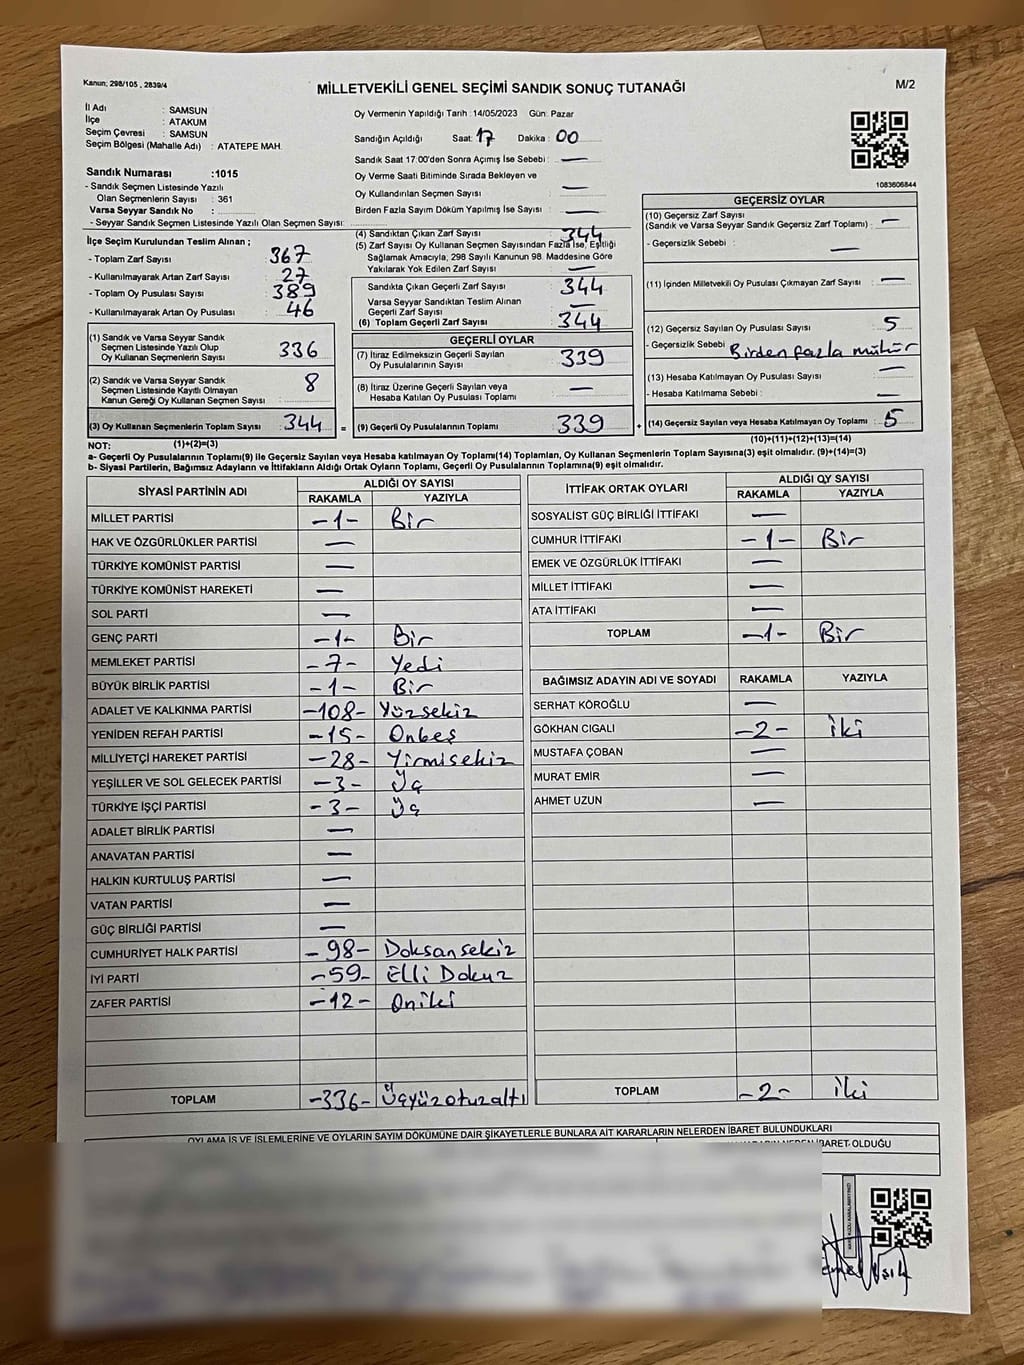 Kanun; 298/105 , 2839/4
MİLLETVEKİLİ GENEL SEÇİMİ SANDIK SONUÇ TUTANAĞI
M/2
İl Adı : SAMSUN
İlçe : ATAKUM
Seçim Çevresi : SAMSUN
Seçim Bölgesi (Mahalle Adı) : ATATEPE MAH.
Sandık Numarası :1015
- Sandık Seçmen Listesinde Yazılı
Olan Seçmenlerin Sayısı : 361
Varsa Seyyar Sandık No :
- Seyyar Seçmen Listesinde Yazılı Olan Seçmen Sayısı:
İlçe Seçim Kurulundan Teslim Alınan ;
- Toplam Zarf Sayısı 367
- Kullanılmayarak Artan Zarf Sayısı : 27
- Toplam Oy Pusulası Sayısı 389
- Kullanılmayarak Artan Oy Pusulası : 46
(1) Sandık ve Varsa Seyyar Sandık
Seçmen Listesinde Yazılı Olup
Oy Kullanan Seçmenlerin Sayısı : 336
(2) Sandık ve Varsa Seyyar Sandık
Seçmen Listesinde Kayıtlı Olmayan
Kanun Gereği Oy Kullanan Seçmen Sayısı : 8
(3) Oy Kullanan Seçmenlerin Toplam Sayısı : 344 =
(1)+(2)=(3)
Oy Vermenin Yapıldığı Tarih : 14/05/2023 Gün: Pazar
Sandığın Açıldığı Saat: 17 Dakika : 00
Sandık Saat 17:00'den Sonra Açımış İse Sebebi : —
Oy Verme Saati Bitiminde Sırada Bekleyen ve
Oy Kullandırılan Seçmen Sayısı : —
Birden Fazla Sayım Döküm Yapılmış İse Sayısı : —
(4) Sandıktan Çıkan Zarf Sayısı : 344
(5) Zarf Sayısı Oy Kullanan Seçmen Sayısından Fazla İse, Eşitliği
Sağlamak Amacıyla; 298 Sayılı Kanunun 98. Maddesine Göre
Yakılarak Yok Edilen Zarf Sayısı : —
Sandıkta Çıkan Geçerli Zarf Sayısı : 344
Varsa Seyyar Sandıktan Teslim Alınan
Geçerli Zarf Sayısı : —
(6) Toplam Geçerli Zarf Sayısı : 344
GEÇERLİ OYLAR
(7) İtiraz Edilmeksizin Geçerli Sayılan
Oy Pusulalarının Sayısı : 339
(8) İtiraz Üzerine Geçerli Sayılan veya
Hesaba Katılan Oy Pusulası Toplamı : —
(9) Geçerli Oy Pusulalarının Toplamı : 339 +
1083606844
GEÇERSİZ OYLAR
(10) Geçersiz Zarf Sayısı
(Sandık ve Varsa Seyyar Sandık Geçersiz Zarf Toplamı) : —
- Geçersizlik Sebebi : —
(11) İçinden Milletvekili Oy Pusulası Çıkmayan Zarf Sayısı : —
(12) Geçersiz Sayılan Oy Pusulası Sayısı : 5
- Geçersizlik Sebebi : Birden fazla mühür
(13) Hesaba Katılmayan Oy Pusulası Sayısı : —
- Hesaba Katılmama Sebebi : —
(14) Geçersiz Sayılan veya Hesaba Katılmayan Oy Toplamı : 5
(10)+(11)+(12)+(13)=(14)
NOT:
a- Geçerli Oy Pusulalarının Toplamı(9) ile Geçersiz Sayılan veya Hesaba katılmayan Oy Toplamı(14) Toplamları, Oy Kullanan Seçmenlerin Toplam Sayısına(3) eşit olmalıdır. (9)+(14)=(3)
b- Siyasi Partilerin, Bağımsız Adayların ve İttifakların Aldığı Ortak Oyların Toplamı, Geçerli Oy Pusulalarının Toplamına(9) eşit olmalıdır.
SİYASİ PARTİNİN ADI ALDIĞI OY SAYISI
RAKAMLA YAZIYLA
MİLLET PARTİSİ -1- Bir
HAK VE ÖZGÜRLÜKLER PARTİSİ —
TÜRKİYE KOMÜNİST PARTİSİ —
TÜRKİYE KOMÜNİST HAREKETİ —
SOL PARTİ —
GENÇ PARTİ -1- Bir
MEMLEKET PARTİSİ -7- Yedi
BÜYÜK BİRLİK PARTİSİ -1- Bir
ADALET VE KALKINMA PARTİSİ -108- Yüzsekiz
YENİDEN REFAH PARTİSİ -15- Onbeş
MİLLİYETÇİ HAREKET PARTİSİ -28- Yirmisekiz
YEŞİLLER VE SOL GELECEK PARTİSİ -3- Üç
TÜRKİYE İŞÇİ PARTİSİ -3- Üç
ADALET BİRLİK PARTİSİ —
ANAVATAN PARTİSİ —
HALKIN KURTULUŞ PARTİSİ —
VATAN PARTİSİ —
GÜÇ BİRLİĞİ PARTİSİ —
CUMHURİYET HALK PARTİSİ -98- Doksansekiz
İYİ PARTİ -59- Elli Dokuz
ZAFER PARTİSİ -12- Oniki
TOPLAM -336- Üçyüzotuzaltı
İTTİFAK ORTAK OYLARI ALDIĞI OY SAYISI
RAKAMLA YAZIYLA
SOSYALİST GÜÇ BİRLİĞİ İTTİFAKI —
CUMHUR İTTİFAKI -1- Bir
EMEK VE ÖZGÜRLÜK İTTİFAKI —
MİLLET İTTİFAKI —
ATA İTTİFAKI —
TOPLAM -1- Bir
BAĞIMSIZ ADAYIN ADI VE SOYADI RAKAMLA YAZIYLA
SERHAT KÖROĞLU —
GÖKHAN CIGALI -2- iki
MUSTAFA ÇOBAN —
MURAT EMİR —
AHMET UZUN —
TOPLAM -2- iki
OYLAMA İŞ VE İŞLEMLERİNE VE OYLARIN SAYIM DÖKÜMÜNE DAİR ŞİKAYETLERLE BUNLARA AİT KARARLARIN NELERDEN İBARET BULUNDUKLARI
İBARET OLDUĞU